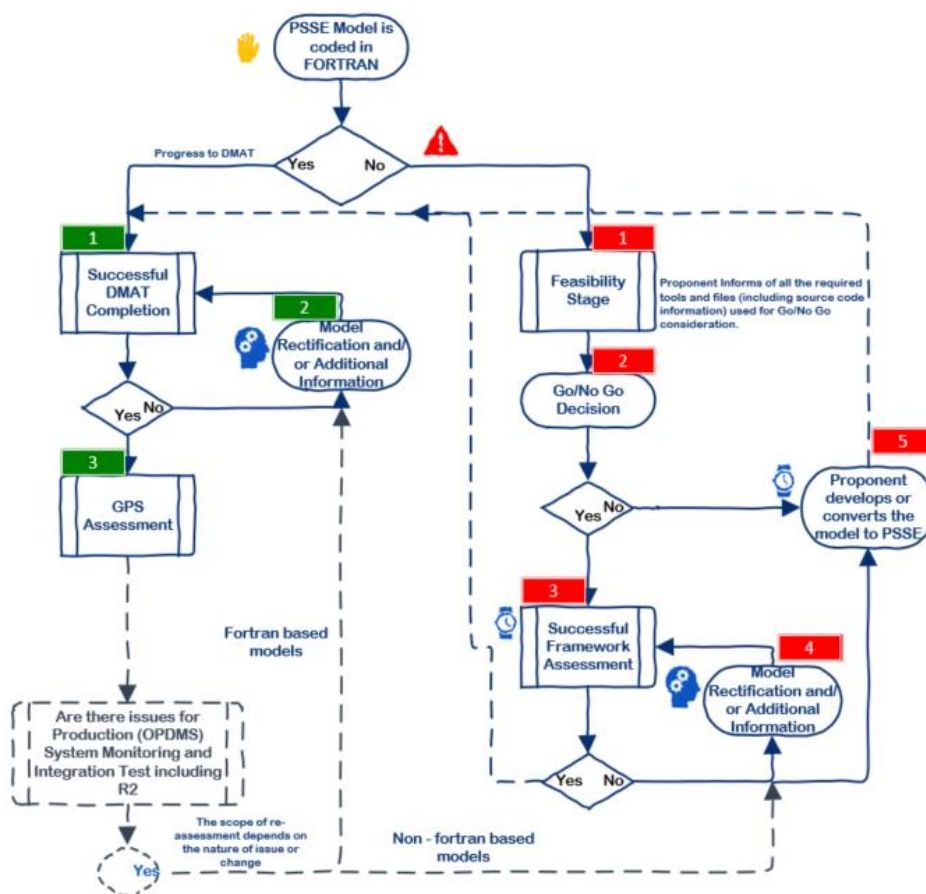 PSSE Model is
coded in
FORTRAN
Progress to DMAT
Yes
No
1
Successful
DMAT
Completion
2
Model
Rectification and/
or Additional
Information
Yes
No
3
GPS
Assessment
1
Feasibility
Stage
Proponent Informs of all the required
tools and files (including source code
information) used for Go/No Go
consideration.
2
Go/No Go
Decision
Yes
No
5
Proponent
develops or
converts the
model to PSSE
3
Successful
Framework
Assessment
4
Model
Rectification and/
or Additional
Information
Yes
No
Fortran based
models
Are there issues for
Production (OPDMS)
System Monitoring and
Integration Test including
R2
The scope of re-
assessment depends on
the nature of issue or
change
Yes
Non - fortran based
models